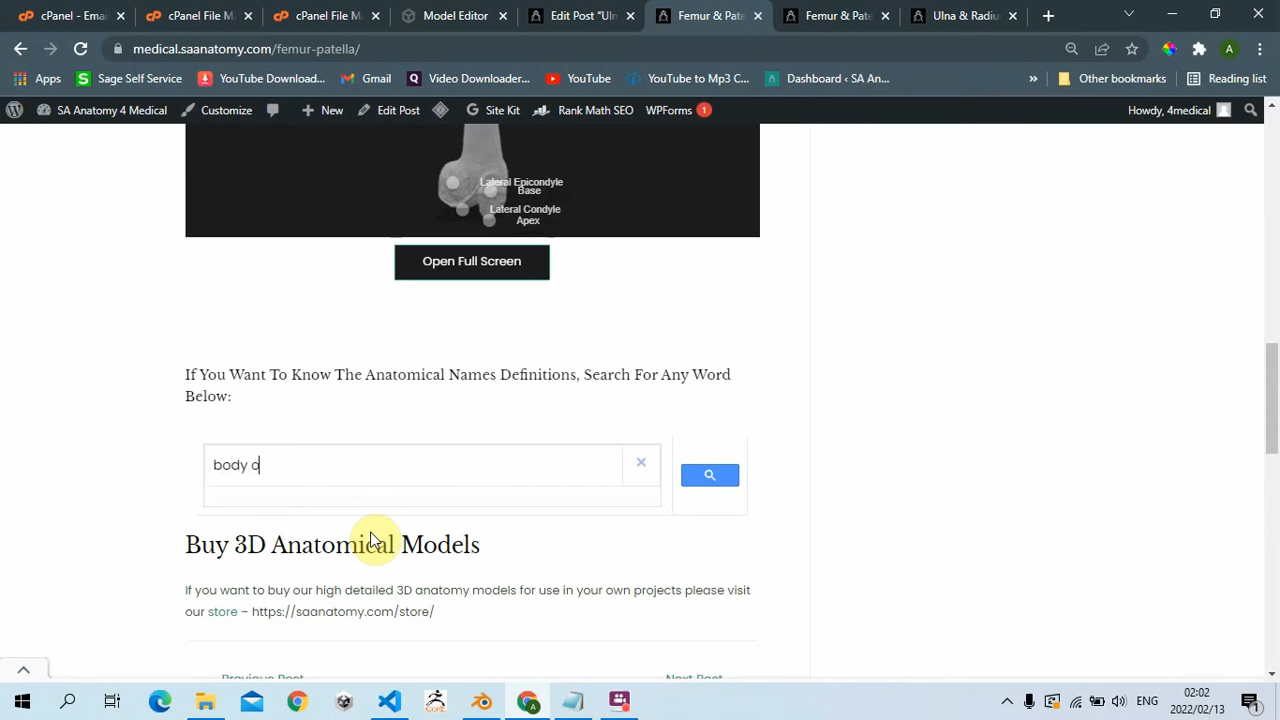 cPanel - Emai
cPanel File M
cPanel File M
Model Editor
Edit Post “Uln
Femur & Pate
Femur & Pate
Ulna & Radiu
medical.saanatomy.com/femur-patella/
Apps
Sage Self Service
YouTube Download...
Gmail
Video Downloader...
YouTube
YouTube to Mp3 C...
Dashboard ‹ SA An...
»
Other bookmarks
Reading list
SA Anatomy 4 Medical
Customize
New
Edit Post
Site Kit
Rank Math SEO
WPForms 1
Howdy, 4medical
Lateral Epicondyle
Base
Lateral Condyle
Apex
Open Full Screen
If You Want To Know The Anatomical Names Definitions, Search For Any Word
Below:
body o
Buy 3D Anatomical Models
If you want to buy our high detailed 3D anatomy models for use in your own projects please visit
our store – https://saanatomy.com/store/
Previous Post
Next Post
ENG
02:02
2022/02/13